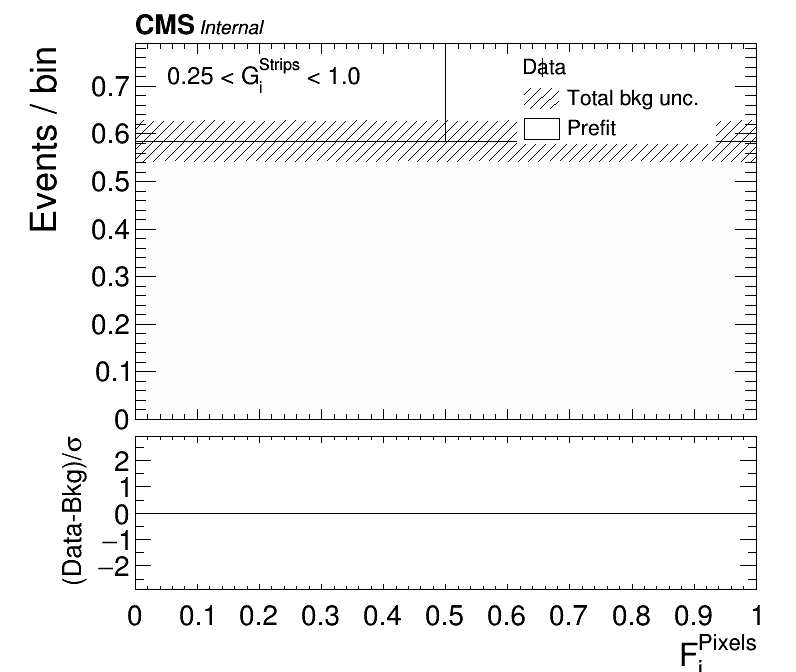 CMS Internal
Events / bin
0.25 < G_i^Strips < 1.0
Data
Total bkg unc.
Prefit
0.7
0.6
0.5
0.4
0.3
0.2
0.1
0
(Data-Bkg)/σ
2
1
0
−1
−2
0 0.1 0.2 0.3 0.4 0.5 0.6 0.7 0.8 0.9 1
F_i^Pixels